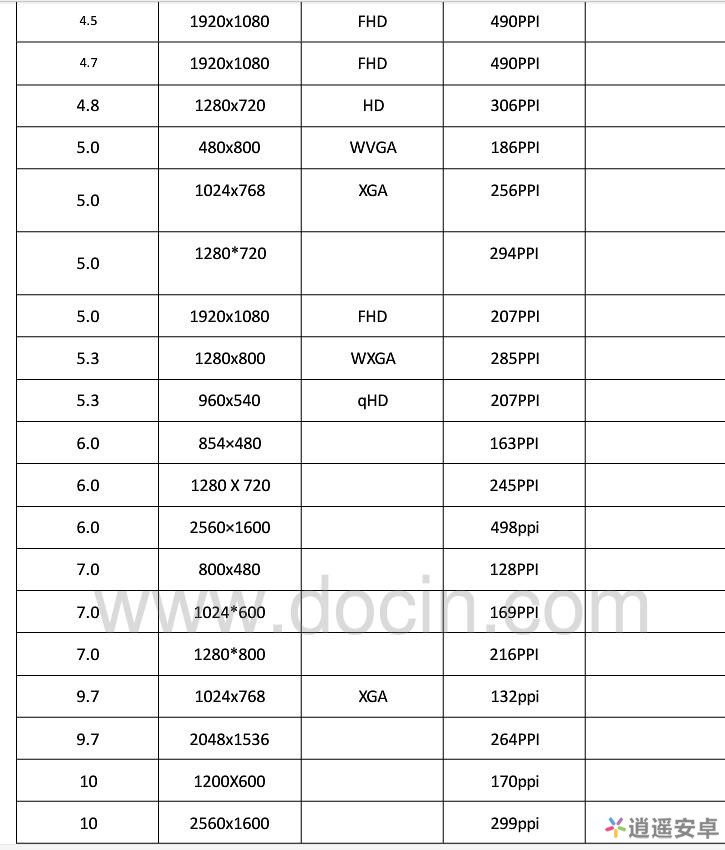 4.5 1920x1080 FHD 490PPI
4.7 1920x1080 FHD 490PPI
4.8 1280x720 HD 306PPI
5.0 480x800 WVGA 186PPI
5.0 1024x768 XGA 256PPI
5.0 1280*720 294PPI
5.0 1920x1080 FHD 207PPI
5.3 1280x800 WXGA 285PPI
5.3 960x540 qHD 207PPI
6.0 854×480 163PPI
6.0 1280 X 720 245PPI
6.0 2560×1600 498ppi
7.0 800x480 128PPI
www.docin.com
7.0 1024*600 169PPI
7.0 1280*800 216PPI
9.7 1024x768 XGA 132ppi
9.7 2048x1536 264PPI
10 1200X600 170ppi
10 2560x1600 299ppi
逍遥安卓